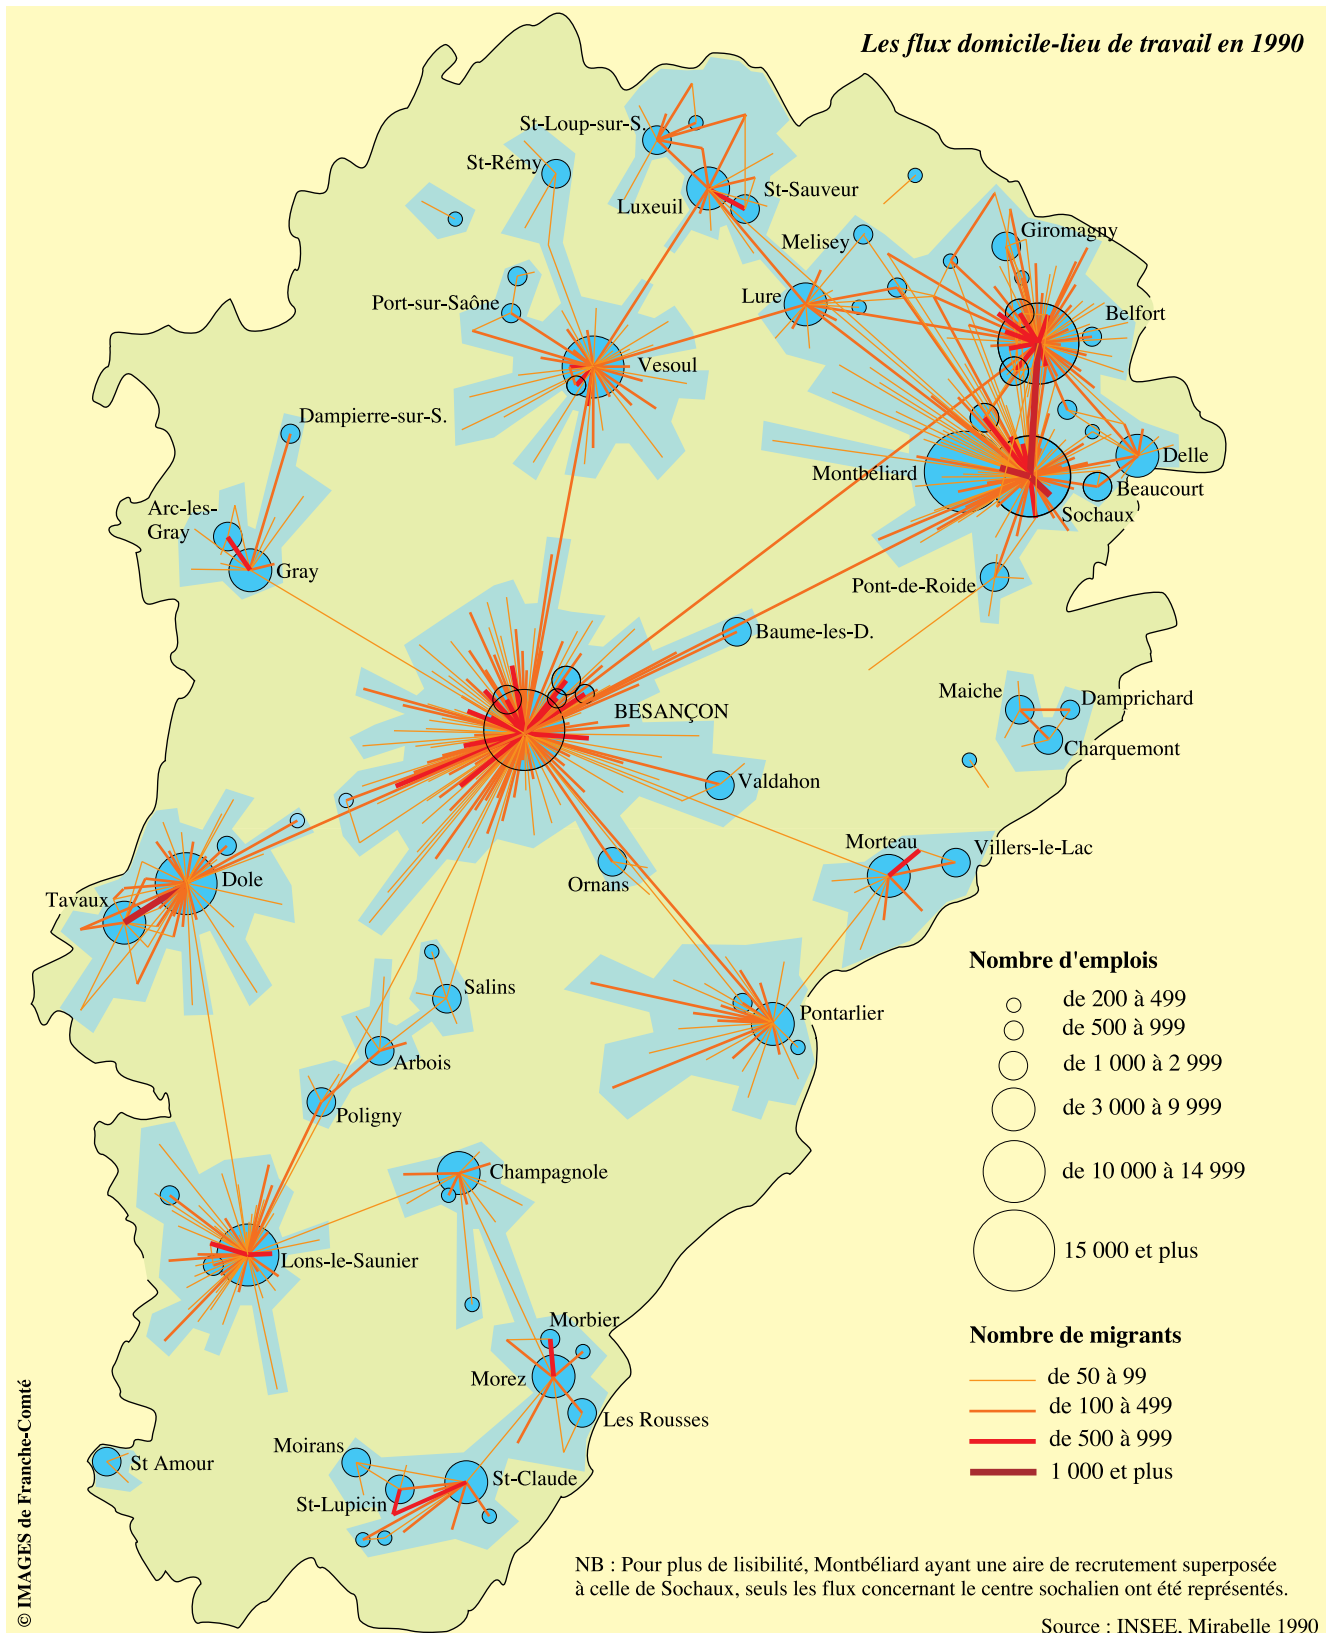 Les flux domicile-lieu de travail en 1990
St-Loup-sur-S.
St-Rémy
Luxeuil
St-Sauveur
Melisey
Giromagny
Port-sur-Saône
Lure
Belfort
Vesoul
Dampierre-sur-S.
Montbéliard
Delle
Beaucourt
Sochaux
Arc-les-
Gray
Gray
Pont-de-Roide
Baume-les-D.
Maiche
Damprichard
BESANÇON
Charquemont
Valdahon
Morteau
Villers-le-Lac
Dole
Ornans
Tavaux
Salins
Pontarlier
Arbois
Poligny
Champagnole
Lons-le-Saunier
Morbier
Morez
Les Rousses
Moirans
St Amour
St-Claude
St-Lupicin
Nombre d'emplois
de 200 à 499
de 500 à 999
de 1 000 à 2 999
de 3 000 à 9 999
de 10 000 à 14 999
15 000 et plus
Nombre de migrants
de 50 à 99
de 100 à 499
de 500 à 999
1 000 et plus
NB : Pour plus de lisibilité, Montbéliard ayant une aire de recrutement superposée
à celle de Sochaux, seuls les flux concernant le centre sochalien ont été représentés.
Source : INSEE, Mirabelle 1990
© IMAGES de Franche-Comté